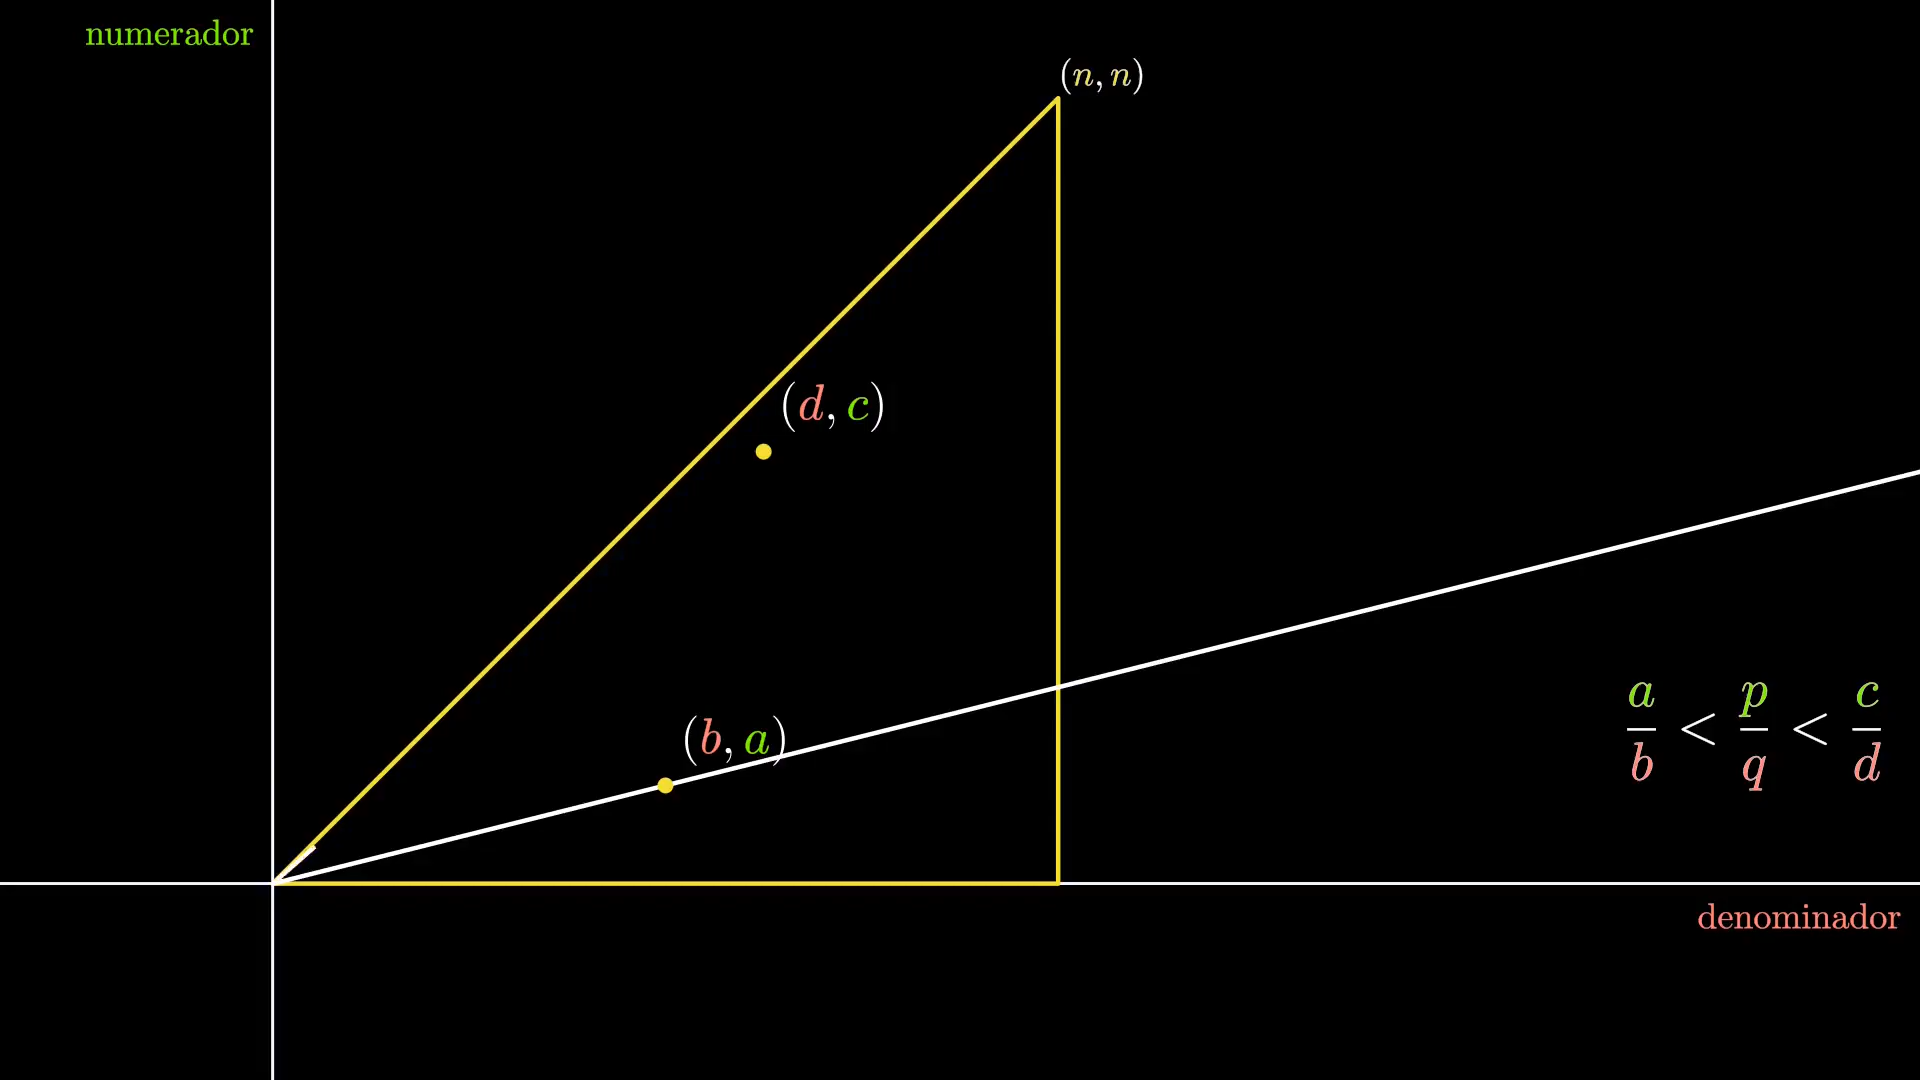 numerador
(n, n)
(d, c)
(b, a)
a/b < p/q < c/d
denominador